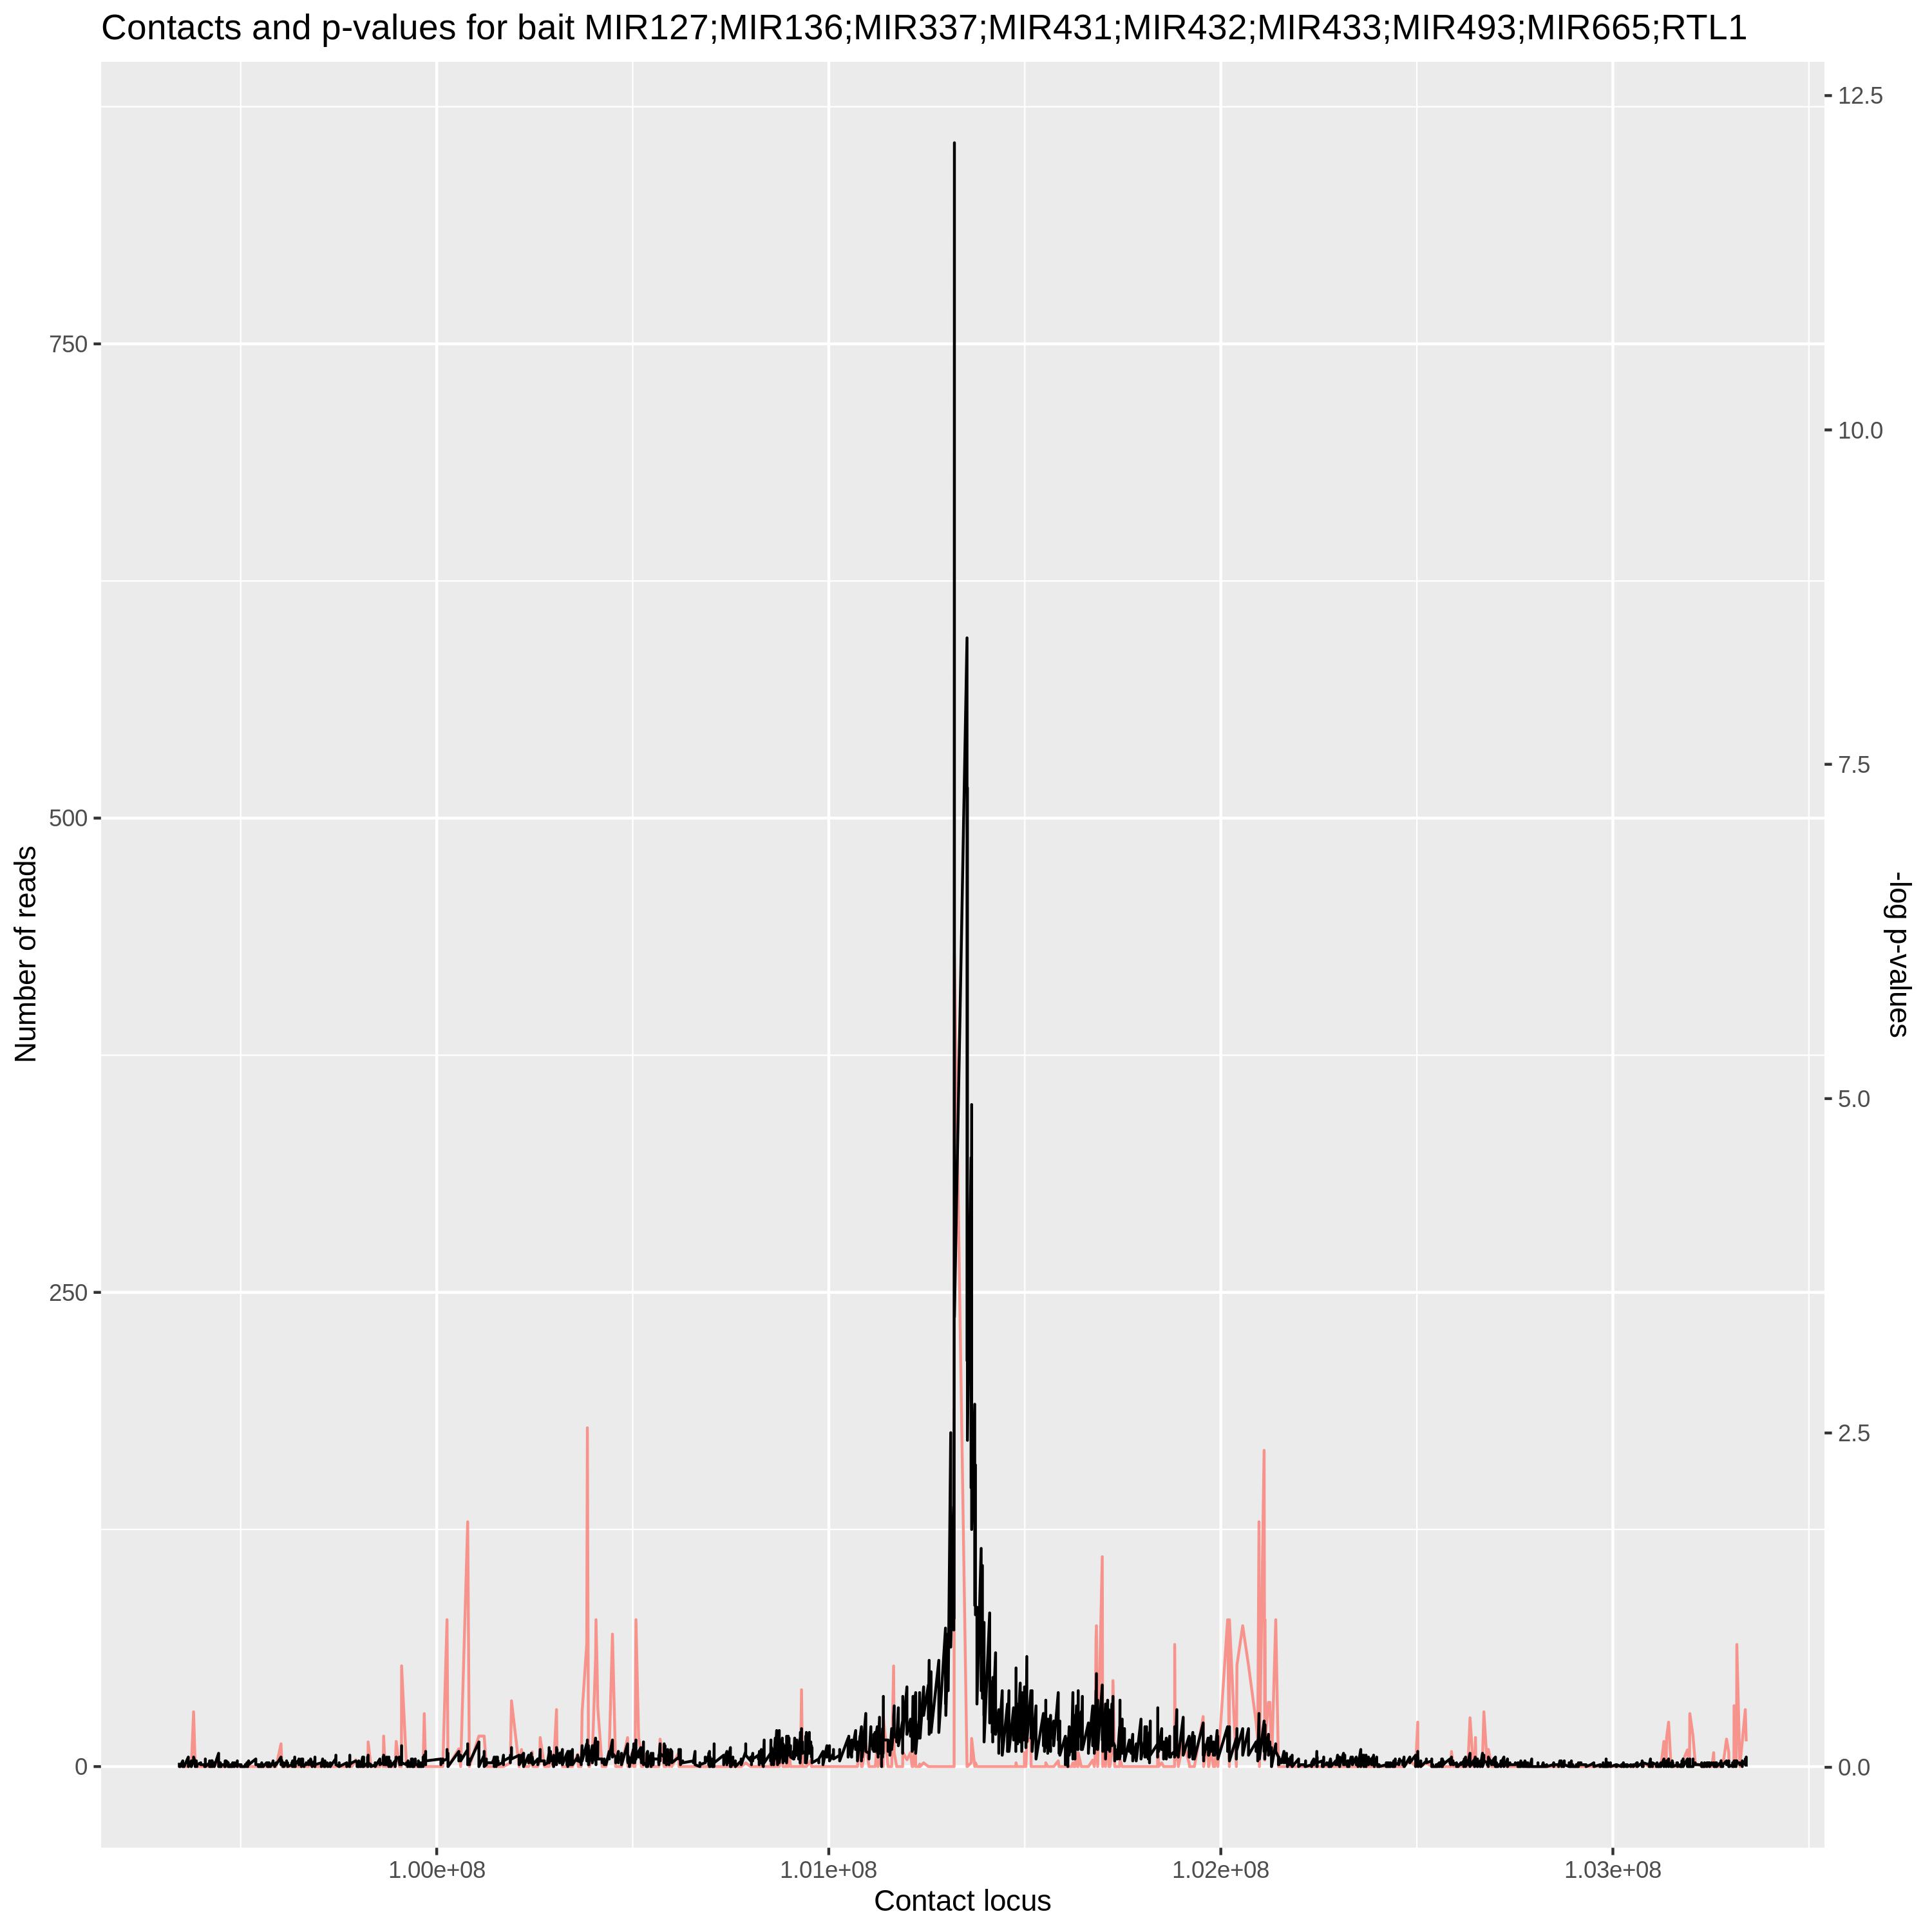 Contacts and p-values for bait MIR127;MIR136;MIR337;MIR431;MIR432;MIR433;MIR493;MIR665;RTL1
Number of reads
750
500
250
0
12.5
10.0
7.5
5.0
2.5
0.0
-log p-values
1.00e+08 1.01e+08 1.02e+08 1.03e+08
Contact locus